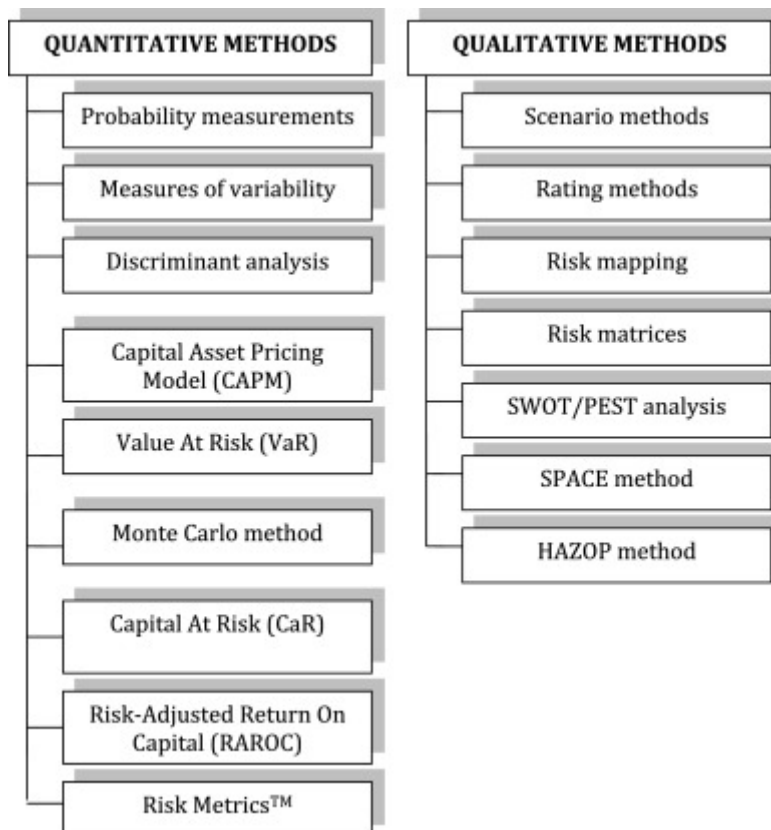 QUANTITATIVE METHODS
Probability measurements
Measures of variability
Discriminant analysis
Capital Asset Pricing
Model (CAPM)
Value At Risk (VaR)
Monte Carlo method
Capital At Risk (CaR)
Risk-Adjusted Return On
Capital (RAROC)
Risk Metrics™
QUALITATIVE METHODS
Scenario methods
Rating methods
Risk mapping
Risk matrices
SWOT/PEST analysis
SPACE method
HAZOP method